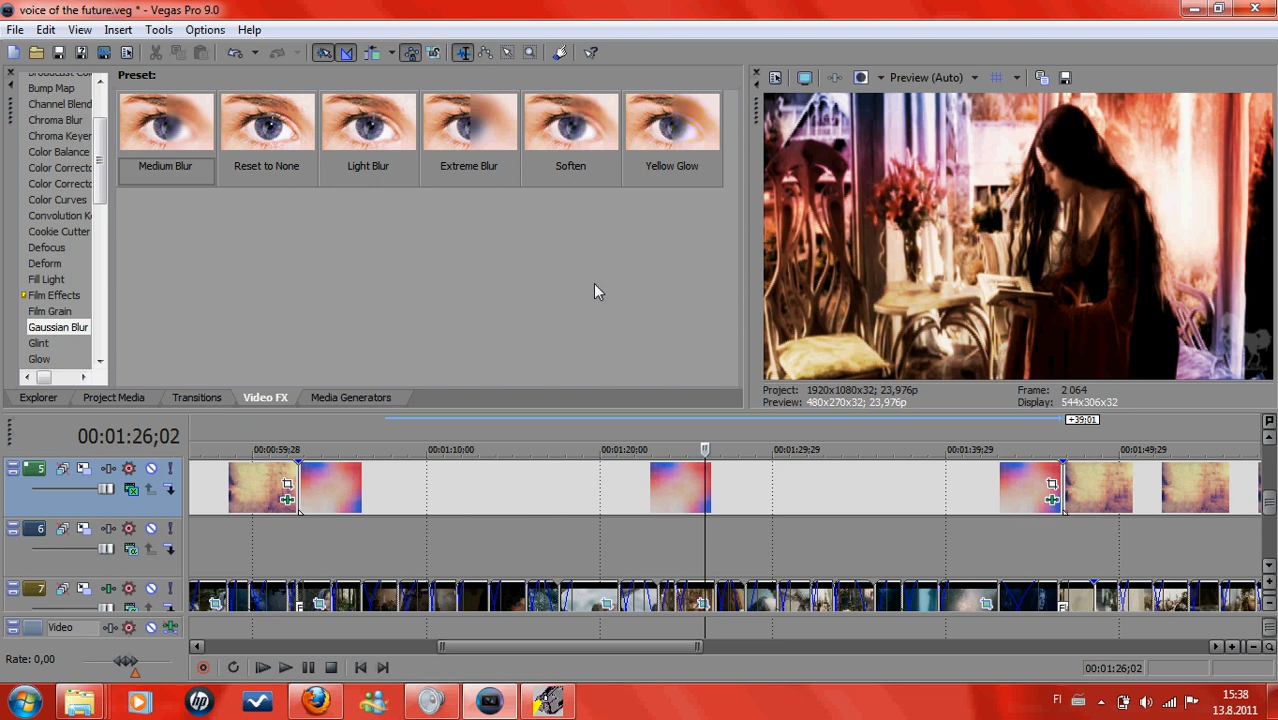 voice of the future.veg * - Vegas Pro 9.0
File Edit View Insert Tools Options Help
Preset:
Bump Map
Channel Blend
Chroma Blur
Chroma Keyer
Color Balance
Color Correcto
Color Correcto
Color Curves
Convolution K
Cookie Cutter
Defocus
Deform
Fill Light
Film Effects
Film Grain
Gaussian Blur
Glint
Glow
Medium Blur Reset to None Light Blur Extreme Blur Soften Yellow Glow
Preview (Auto)
Project: 1920x1080x32; 23,976p Frame: 2 064
Preview: 480x270x32; 23,976p Display: 544x306x32
Explorer Project Media Transitions Video FX Media Generators
00:01:26;02
+39;01
00:00:59;28 00:01:10;00 00:01:20;00 00:01:29;29 00:01:39;29 00:01:49;29
5
6
7
Video
Rate: 0,00
00:01:26;02
FI
15:38
13.8.2011